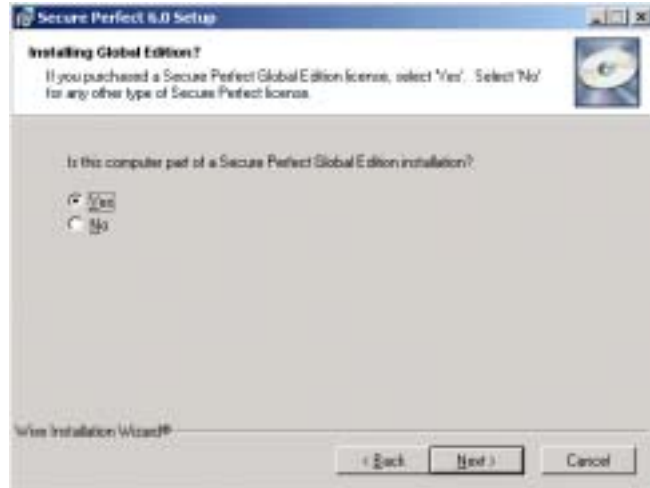 Secure Perfect 6.0 Setup
Installing Global Edition?
If you purchased a Secure Perfect Global Edition license, select 'Yes'. Select 'No'
for any other type of Secure Perfect license.
Is this computer part of a Secure Perfect Global Edition installation?
Yes
No
Wise Installation Wizard®
< Back
Next >
Cancel